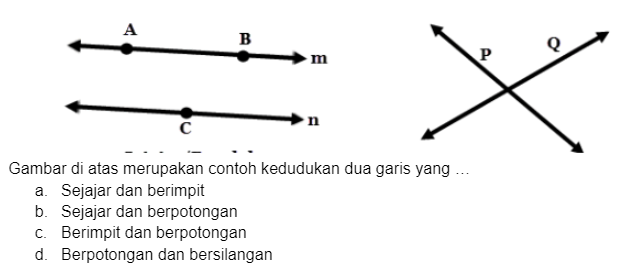 A
B
m
n
C
P
Q
Gambar di atas merupakan contoh kedudukan dua garis yang ...
a. Sejajar dan berimpit
b. Sejajar dan berpotongan
c. Berimpit dan berpotongan
d. Berpotongan dan bersilangan